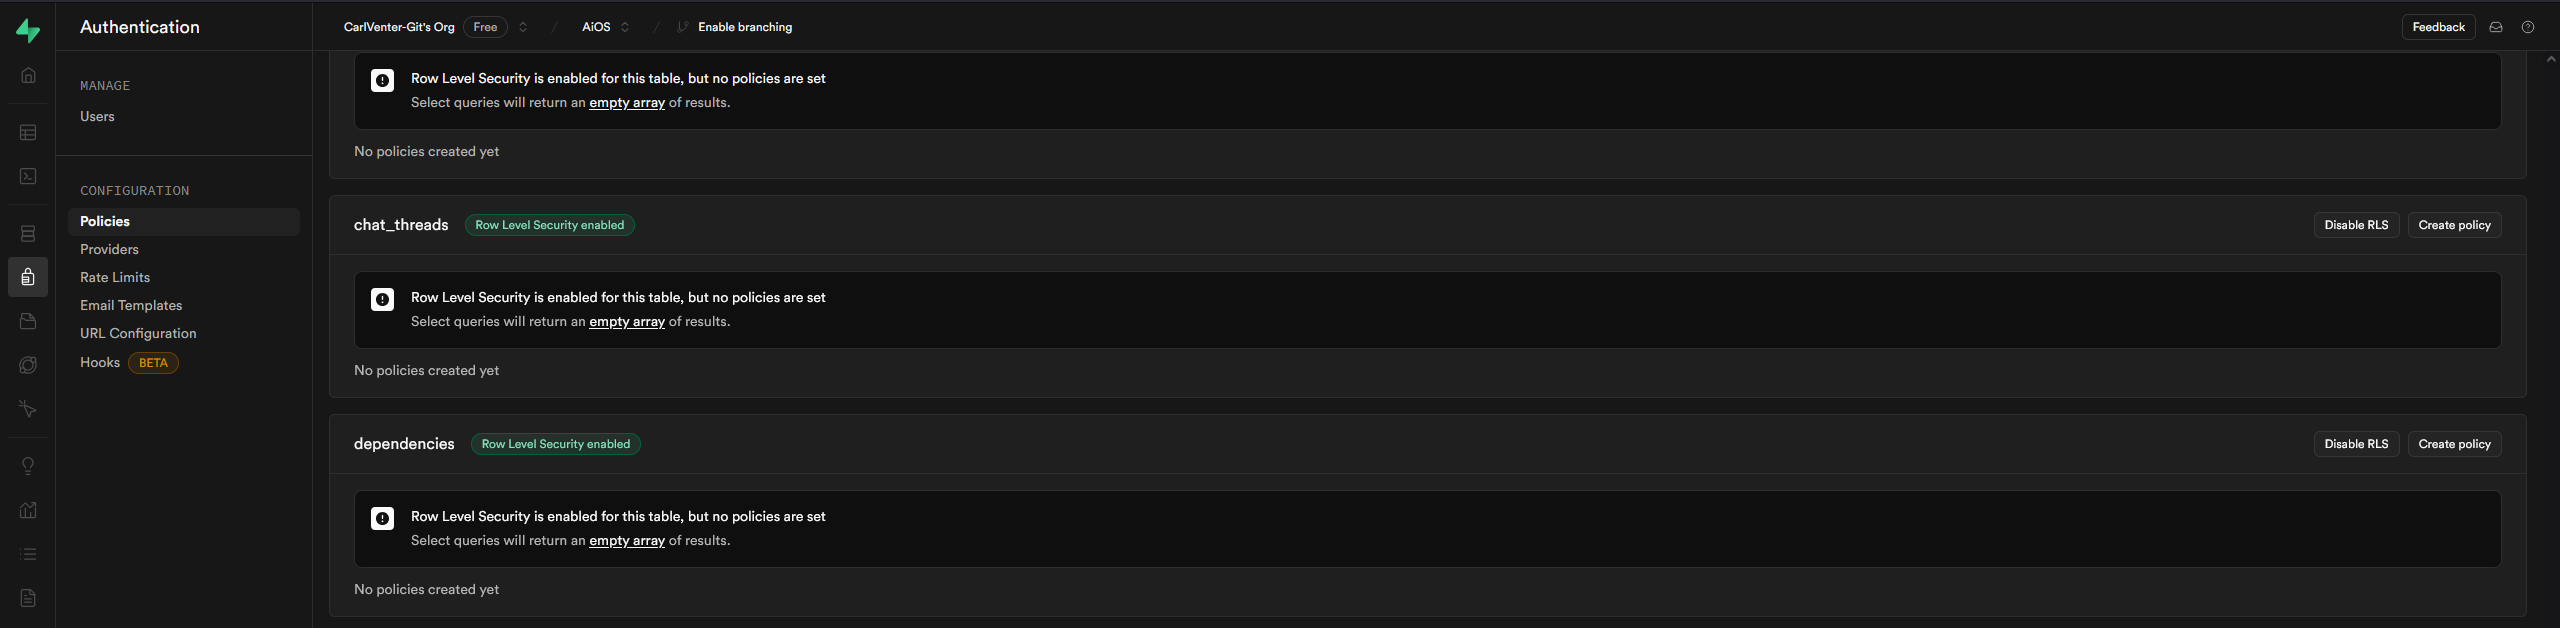 Authentication
CarlVenter-Git's Org Free / AiOS / Enable branching
Feedback
MANAGE
Users
CONFIGURATION
Policies
Providers
Rate Limits
Email Templates
URL Configuration
Hooks BETA
Row Level Security is enabled for this table, but no policies are set
Select queries will return an empty array of results.
No policies created yet
chat_threads Row Level Security enabled Disable RLS Create policy
Row Level Security is enabled for this table, but no policies are set
Select queries will return an empty array of results.
No policies created yet
dependencies Row Level Security enabled Disable RLS Create policy
Row Level Security is enabled for this table, but no policies are set
Select queries will return an empty array of results.
No policies created yet